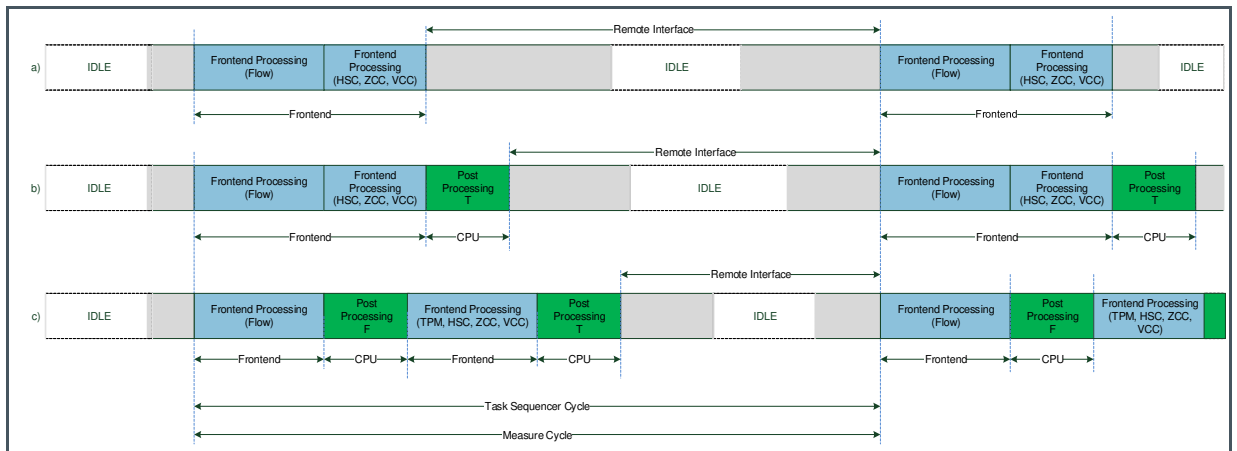 Remote Interface
a)
IDLE
Frontend Processing
(Flow)
Frontend
Processing
(HSC, ZCC, VCC)
IDLE
Frontend Processing
(Flow)
Frontend
Processing
(HSC, ZCC, VCC)
IDLE
Frontend
Frontend
Remote Interface
b)
IDLE
Frontend Processing
(Flow)
Frontend
Processing
(HSC, ZCC, VCC)
Post
Processing
T
IDLE
Frontend Processing
(Flow)
Frontend
Processing
(HSC, ZCC, VCC)
Post
Processing
T
Frontend
CPU
Frontend
CPU
Remote Interface
c)
IDLE
Frontend Processing
(Flow)
Post
Processing
F
Frontend Processing
(TPM, HSC, ZCC, VCC)
Post
Processing
T
IDLE
Frontend Processing
(Flow)
Post
Processing
F
Frontend Processing
(TPM, HSC, ZCC,
VCC)
Frontend
CPU
Frontend
CPU
Frontend
CPU
Task Sequencer Cycle
Measure Cycle